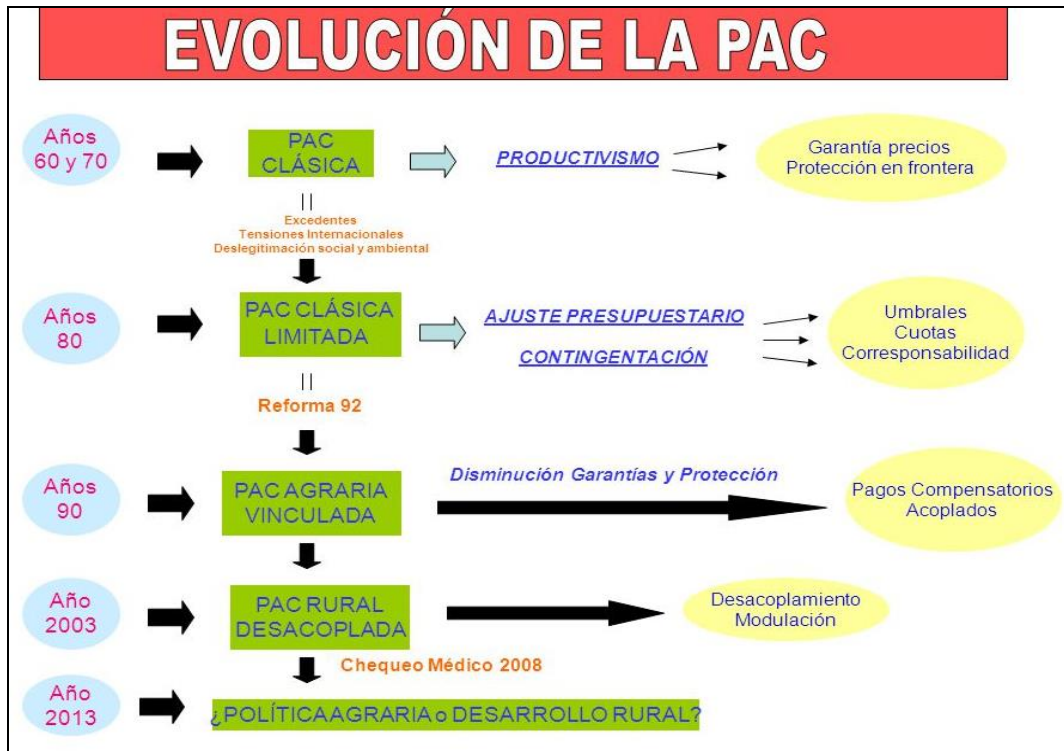 EVOLUCIÓN DE LA PAC
Años
60 y 70
PAC
CLÁSICA
PRODUCTIVISMO
Garantía precios
Protección en frontera
Excedentes
Tensiones Internacionales
Deslegitimación social y ambiental
Años
80
PAC CLÁSICA
LIMITADA
AJUSTE PRESUPUESTARIO
CONTINGENTACIÓN
Umbrales
Cuotas
Corresponsabilidad
Reforma 92
Años
90
PAC AGRARIA
VINCULADA
Disminución Garantías y Protección
Pagos Compensatorios
Acoplados
Año
2003
PAC RURAL
DESACOPLADA
Desacoplamiento
Modulación
Chequeo Médico 2008
Año
2013
¿POLÍTICA AGRARIA o DESARROLLO RURAL?